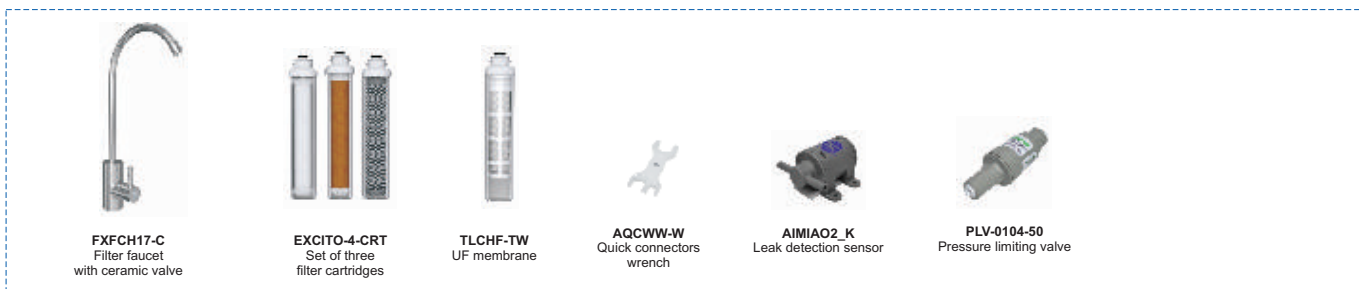 FXFCH17-C
Filter faucet
with ceramic valve
EXCITO-4-CRT
Set of three
filter cartridges
TLCHF-TW
UF membrane
AQCWW-W
Quick connectors
wrench
AIMIAO2_K
Leak detection sensor
PLV-0104-50
Pressure limiting valve